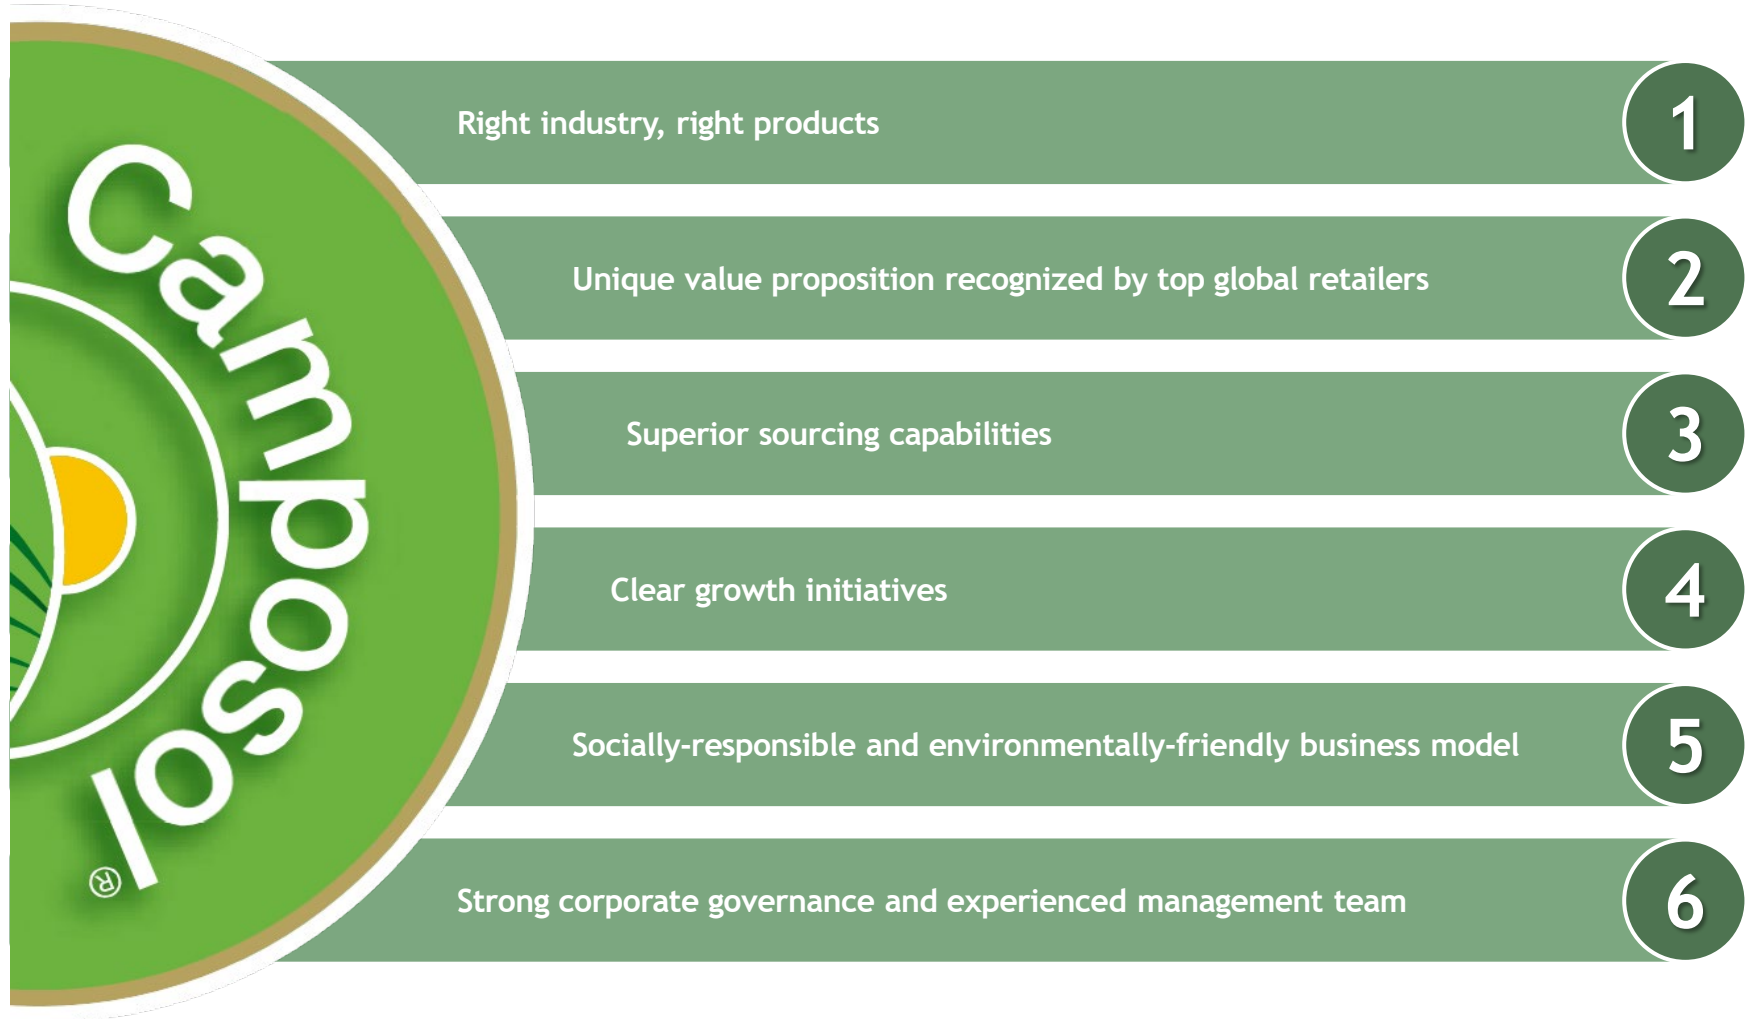 Camposol
®
Right industry, right products
1
Unique value proposition recognized by top global retailers
2
Superior sourcing capabilities
3
Clear growth initiatives
4
Socially-responsible and environmentally-friendly business model
5
Strong corporate governance and experienced management team
6